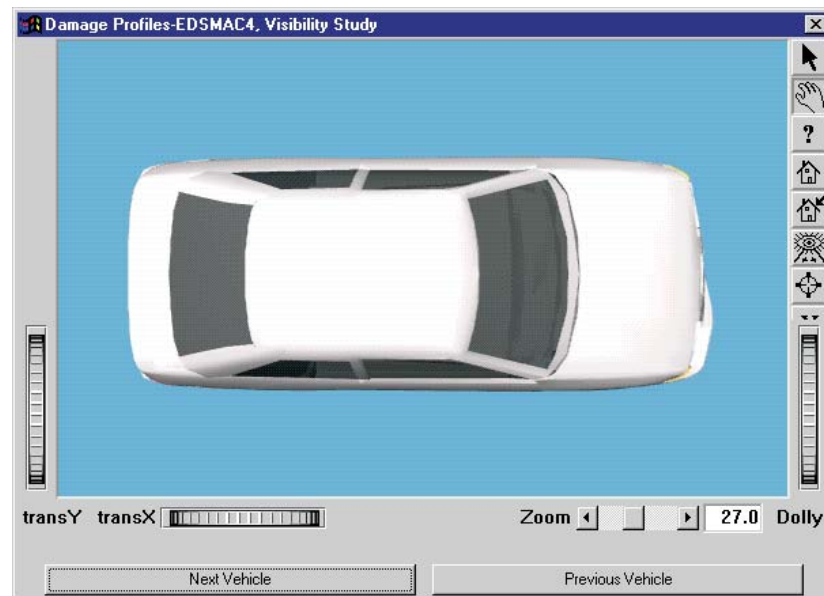 Damage Profiles-EDSMAC4, Visibility Study
?
transY transX Zoom 27.0 Dolly
Next Vehicle Previous Vehicle